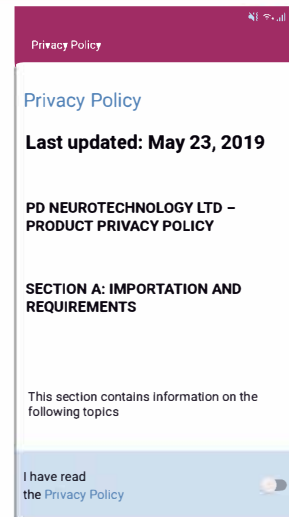 Privacy Policy
Privacy Policy
Last updated: May 23, 2019
PD NEUROTECHNOLOGY LTD –
PRODUCT PRIVACY POLICY
SECTION A: IMPORTATION AND
REQUIREMENTS
This section contains information on the
following topics
I have read
the Privacy Policy